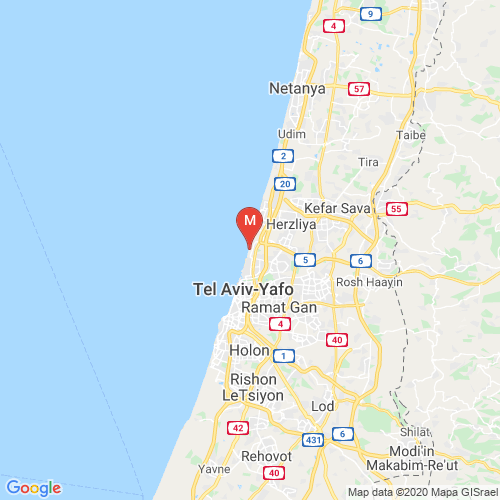 4
9
Netanya
57
Udim
Taibe
2
Tira
20
Kefar Sava
55
M
Herzliya
5
6
Rosh Haayin
Tel Aviv-Yafo
Ramat Gan
4
40
Holon
1
Rishon
LeTsiyon
Lod
42
431
6
Shilat
Modi'in
Makabim-Re'ut
Rehovot
Yavne
40
Google
Map data ©2020 Mapa GISrael